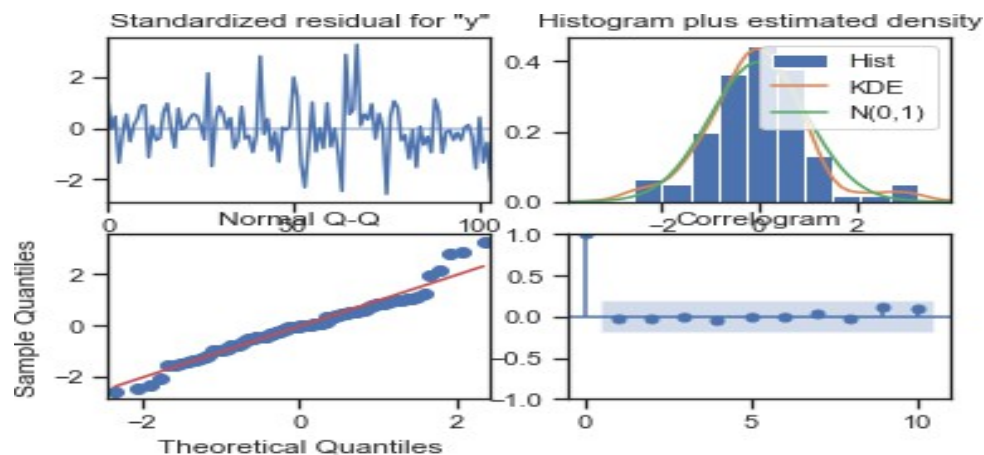 Standardized residual for "y"
Histogram plus estimated density
2
0
−2
0
50
100
0.4
0.2
0.0
−2
0
2
Hist
KDE
N(0,1)
Normal Q-Q
Correlogram
Sample Quantiles
2
0
−2
−2
0
2
Theoretical Quantiles
1.0
0.5
0.0
−0.5
−1.0
0
5
10